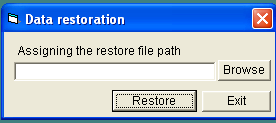 Data restoration
Assigning the restore file path
Browse
Restore
Exit